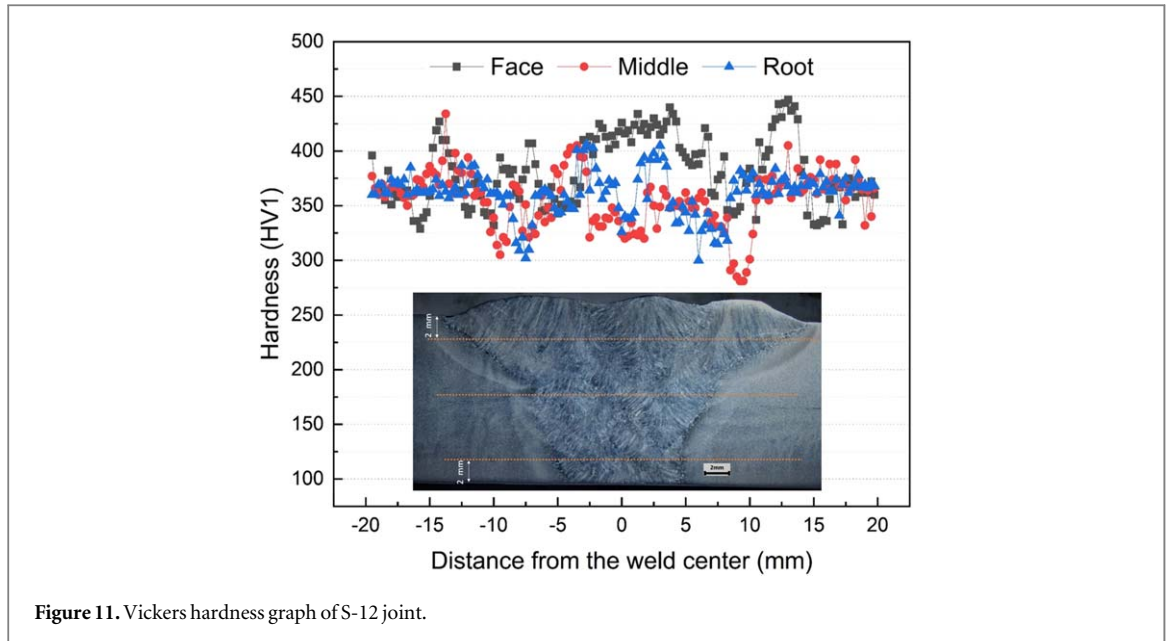 500
450
400
350
300
250
200
150
100
Hardness (HV1)
Face Middle Root
2 mm
2 mm
2mm
-20 -15 -10 -5 0 5 10 15 20
Distance from the weld center (mm)
Figure 11. Vickers hardness graph of S-12 joint.